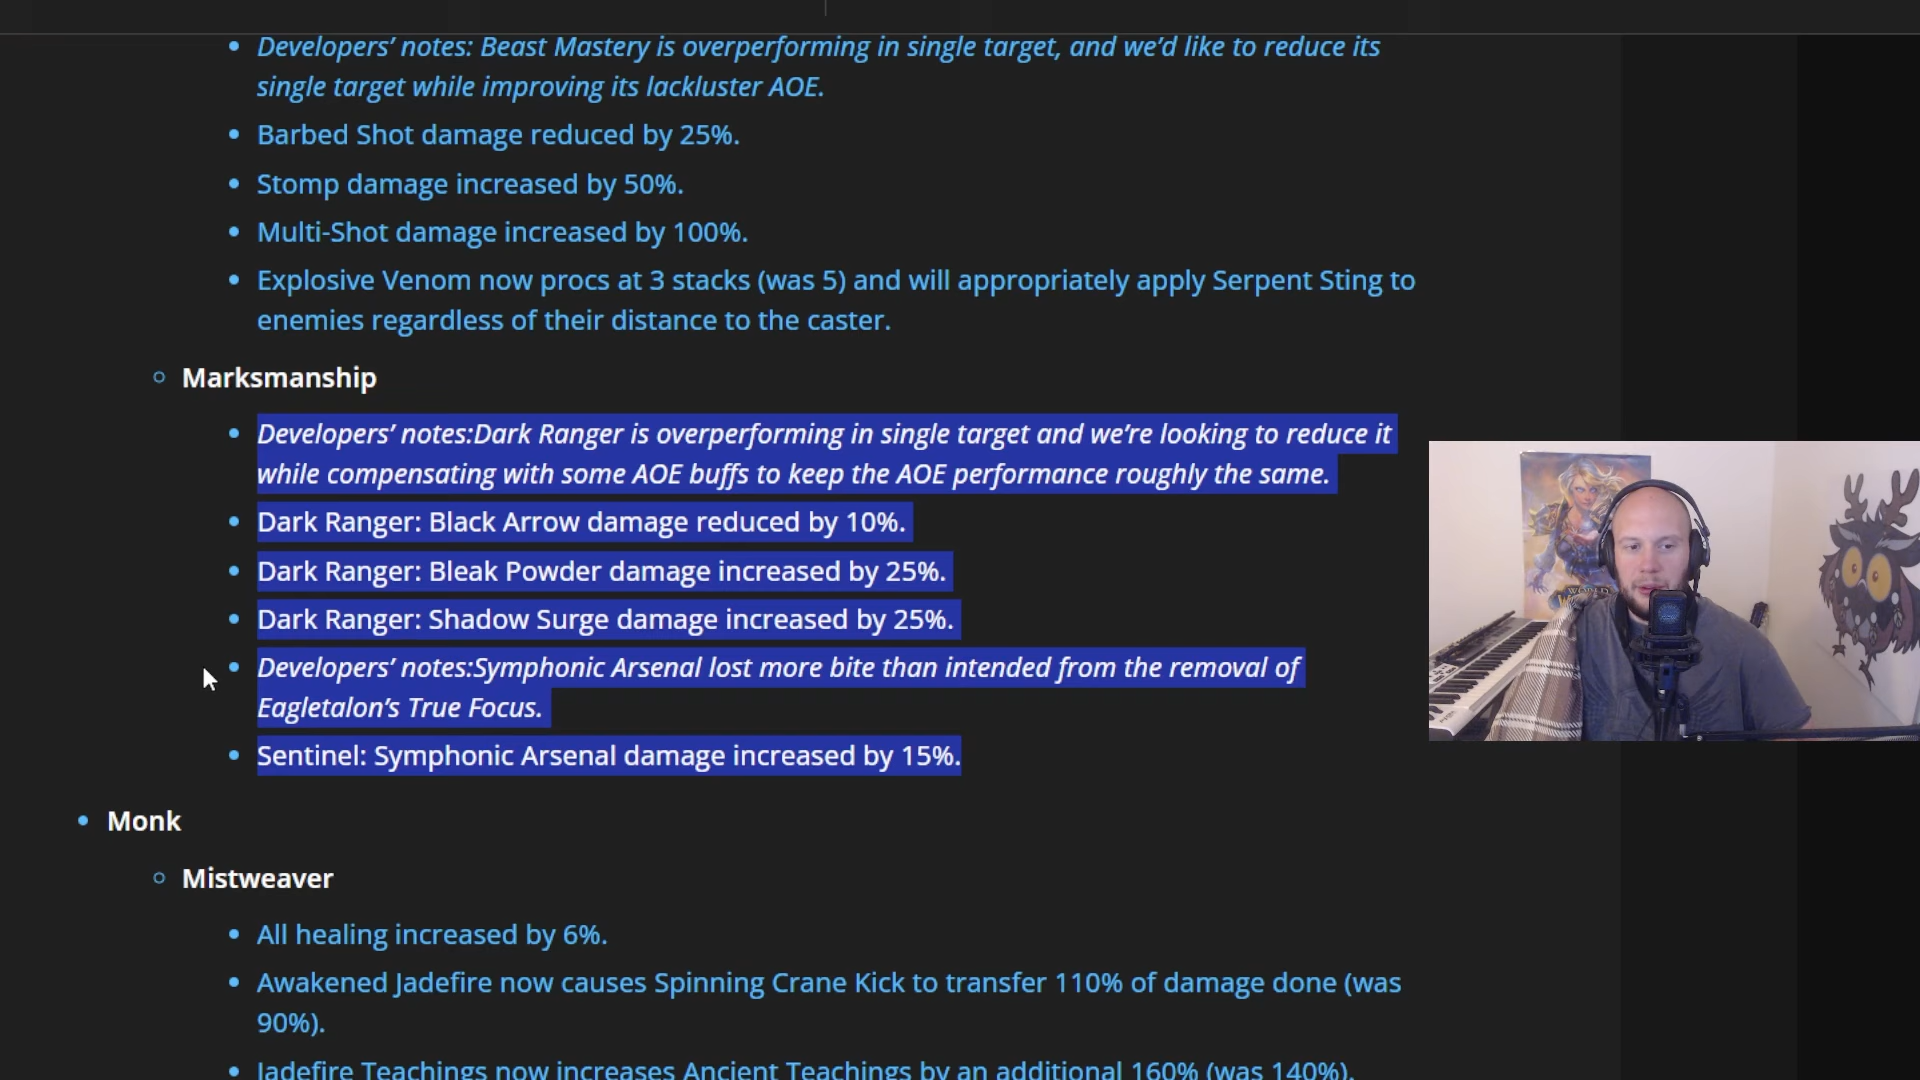 Developers’ notes: Beast Mastery is overperforming in single target, and we’d like to reduce its
single target while improving its lackluster AOE.
Barbed Shot damage reduced by 25%.
Stomp damage increased by 50%.
Multi-Shot damage increased by 100%.
Explosive Venom now procs at 3 stacks (was 5) and will appropriately apply Serpent Sting to
enemies regardless of their distance to the caster.
Marksmanship
Developers’ notes:Dark Ranger is overperforming in single target and we’re looking to reduce it
while compensating with some AOE buffs to keep the AOE performance roughly the same.
Dark Ranger: Black Arrow damage reduced by 10%.
Dark Ranger: Bleak Powder damage increased by 25%.
Dark Ranger: Shadow Surge damage increased by 25%.
Developers’ notes:Symphonic Arsenal lost more bite than intended from the removal of
Eagletalon’s True Focus.
Sentinel: Symphonic Arsenal damage increased by 15%.
Monk
Mistweaver
All healing increased by 6%.
Awakened Jadefire now causes Spinning Crane Kick to transfer 110% of damage done (was
90%).
Jadefire Teachings now increases Ancient Teachings by an additional 160% (was 140%).